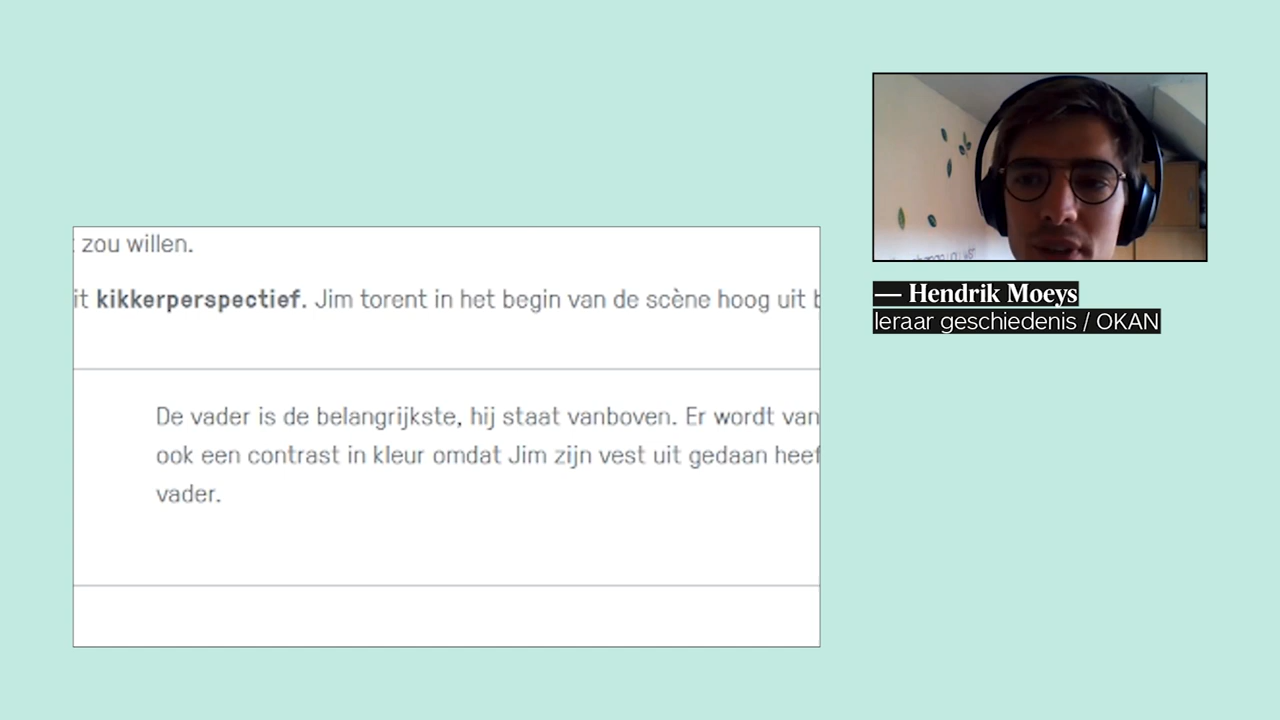 zou willen.
it kikkerperspectief. Jim torent in het begin van de scène hoog uit
De vader is de belangrijkste, hij staat vanboven. Er wordt van
ook een contrast in kleur omdat Jim zijn vest uit gedaan heef
vader.
— Hendrik Moeys
leraar geschiedenis / OKAN